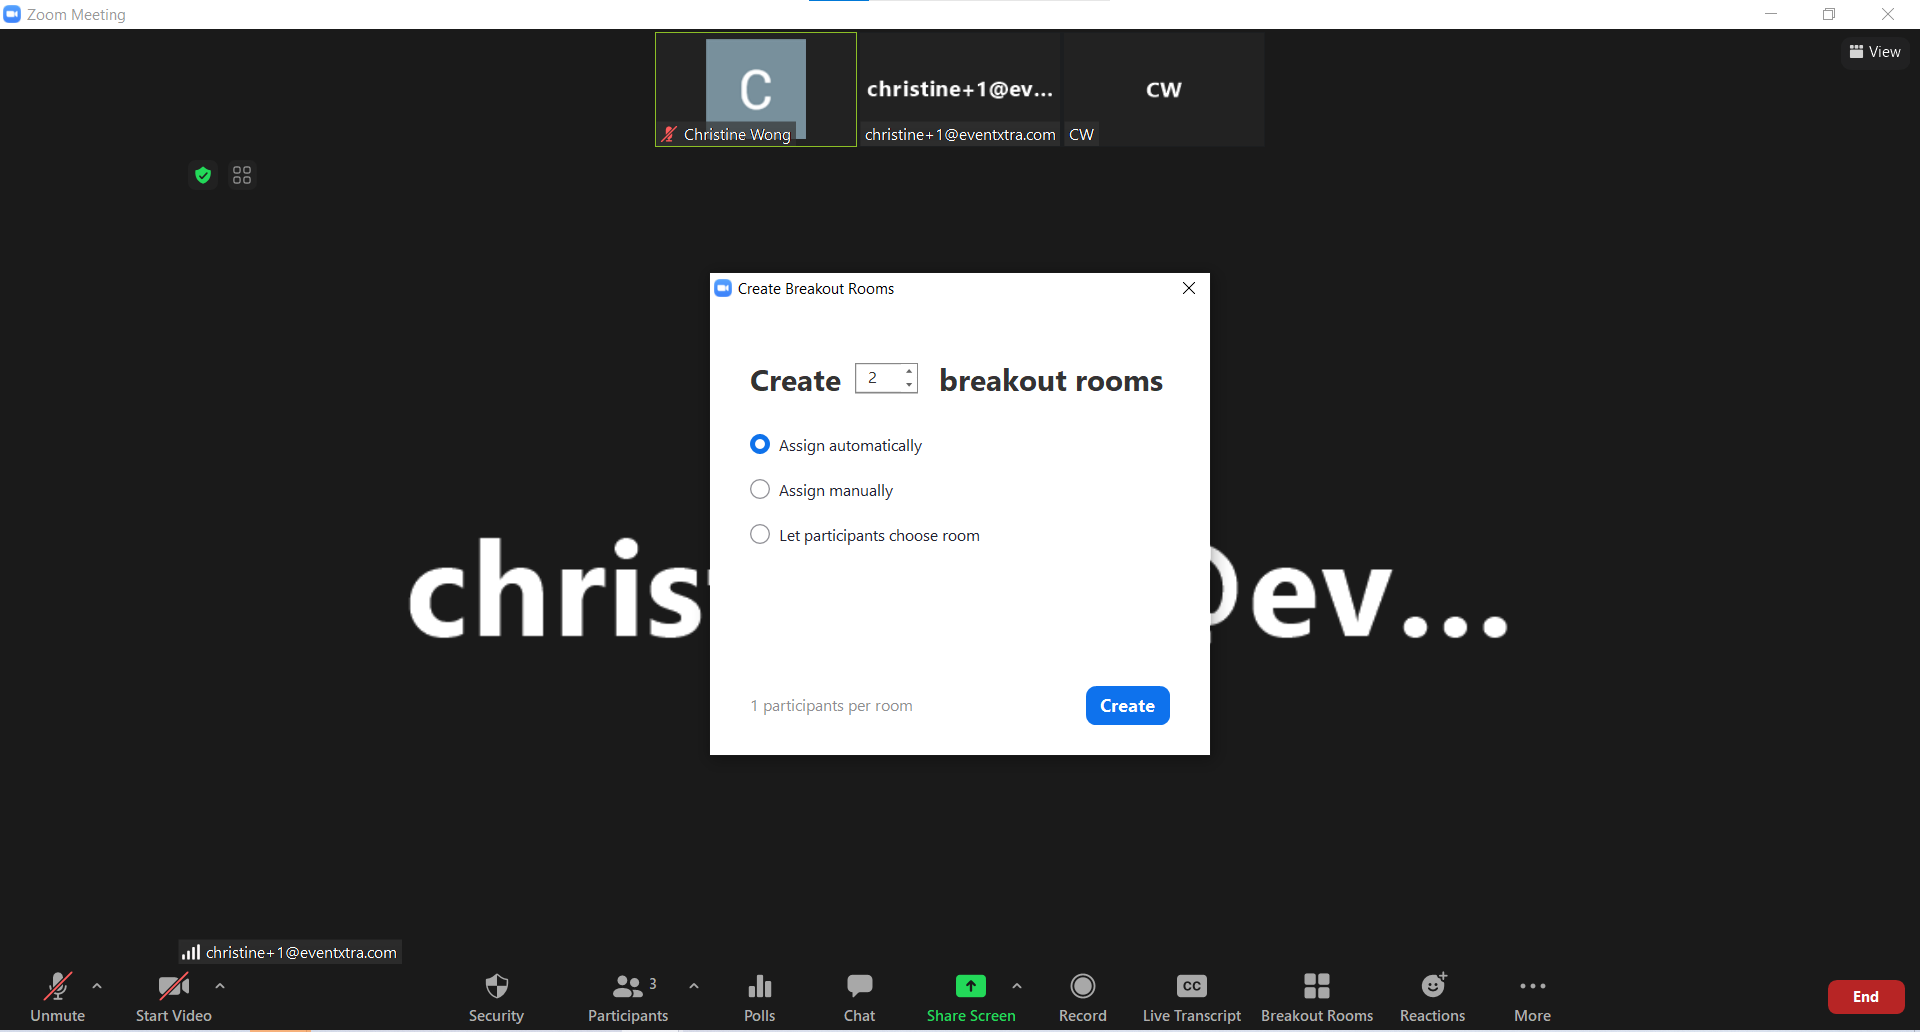 Zoom Meeting
View
C
christine+1@ev...
CW
Christine Wong
christine+1@eventxtra.com
CW
Create Breakout Rooms
Create 2 breakout rooms
Assign automatically
Assign manually
Let participants choose room
chris
@ev...
1 participants per room
Create
christine+1@eventxtra.com
3
CC
Unmute
Start Video
Security
Participants
Polls
Chat
Share Screen
Record
Live Transcript
Breakout Rooms
Reactions
More
End